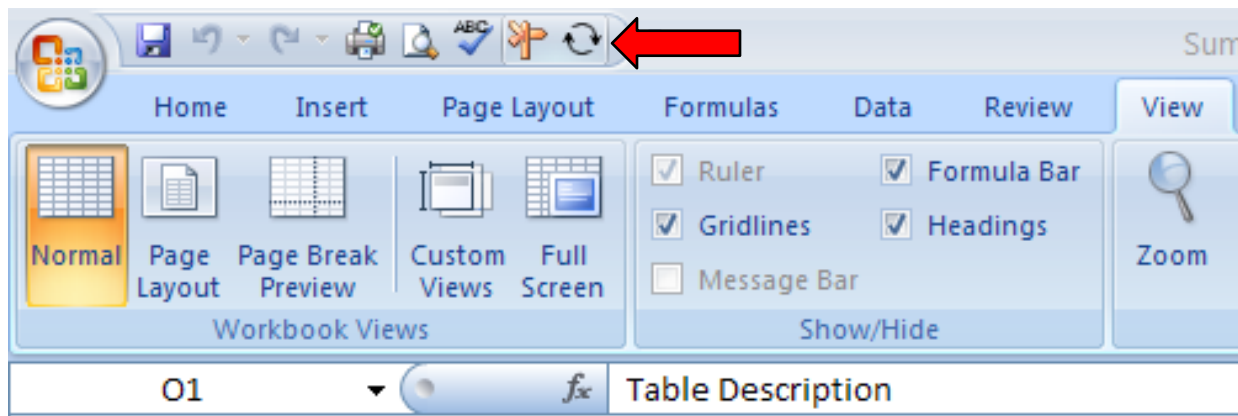 ABC
Sum
Home Insert Page Layout Formulas Data Review View
Ruler Formula Bar
Gridlines Headings
Message Bar
Normal Page Layout Page Break Preview Custom Views Full Screen Zoom
Workbook Views Show/Hide
O1 fx Table Description